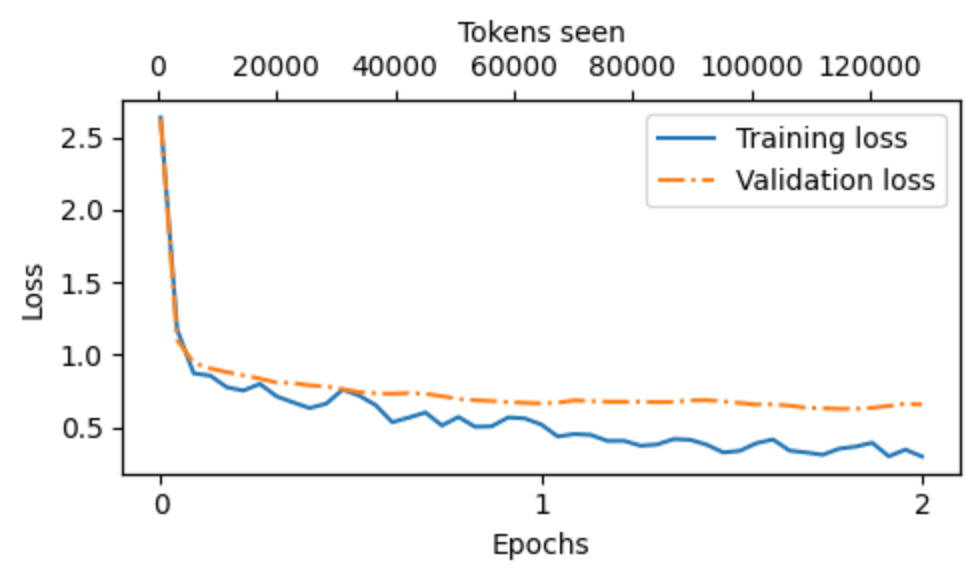 Tokens seen
0 20000 40000 60000 80000 100000 120000
Training loss
Validation loss
2.5
2.0
1.5
1.0
0.5
Loss
0 1 2
Epochs